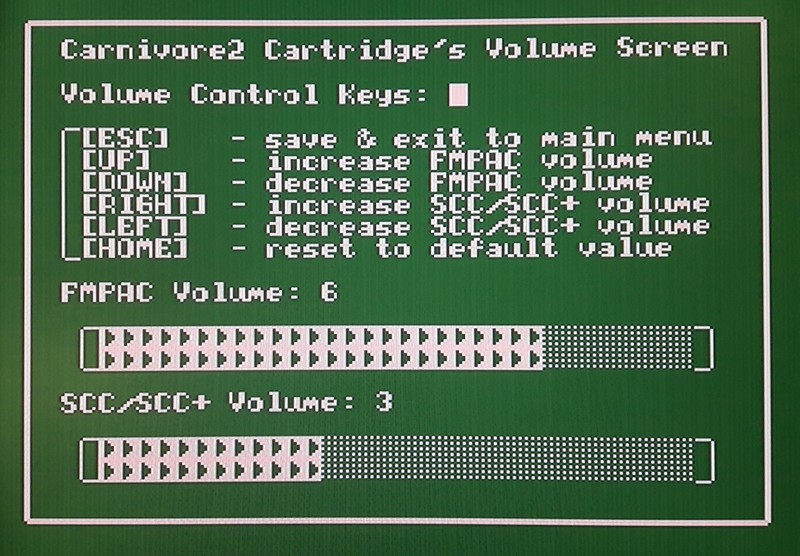 Carnivore2 Cartridge's Volume Screen
Volume Control Keys:
[ESC] - save & exit to main menu
[UP] - increase FMPAC volume
[DOWN] - decrease FMPAC volume
[RIGHT] - increase SCC/SCC+ volume
[LEFT] - decrease SCC/SCC+ volume
[HOME] - reset to default value
FMPAC Volume: 6
SCC/SCC+ Volume: 3